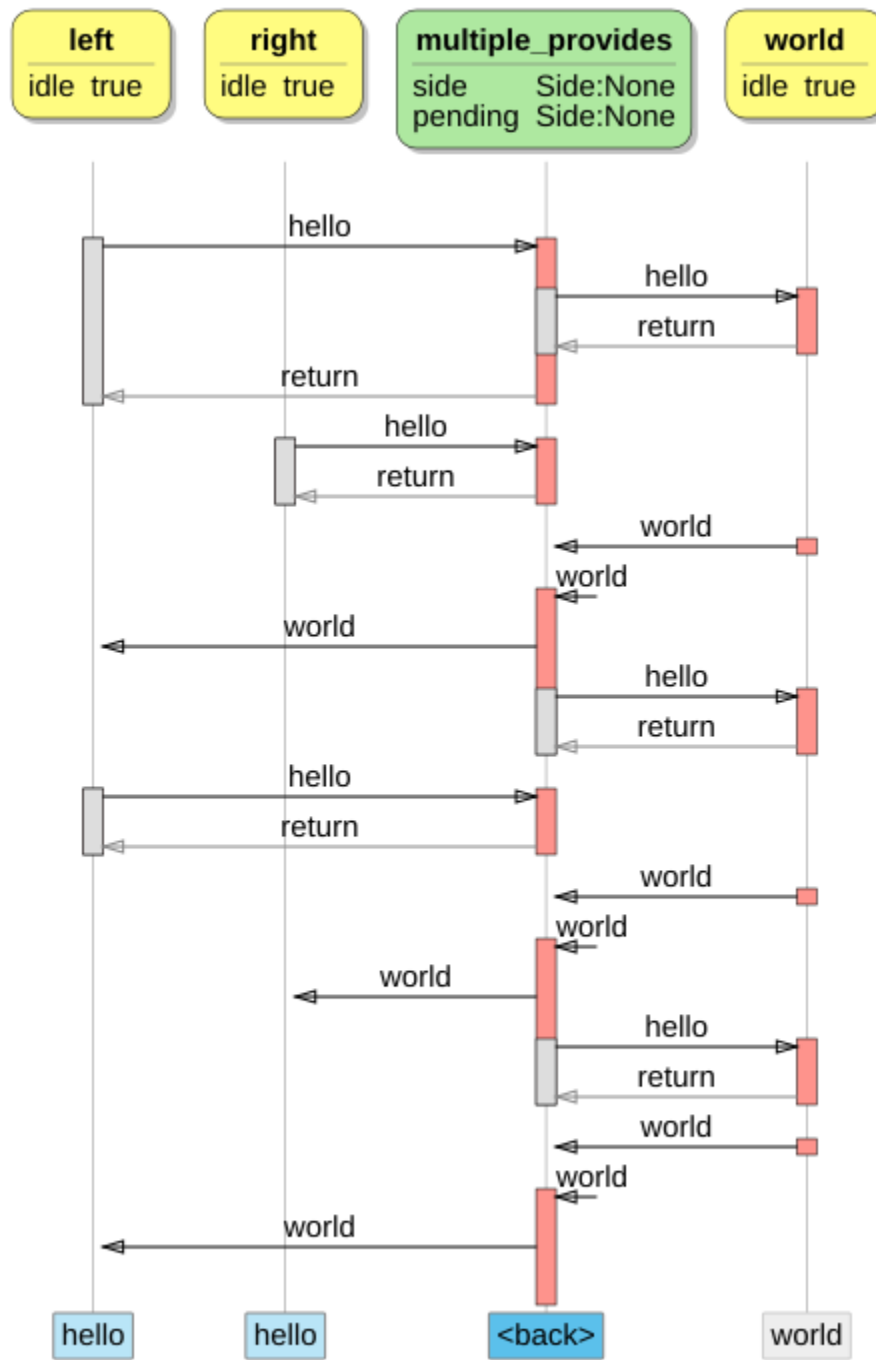 left right multiple_provides world
idle true idle true side Side:None idle true
pending Side:None
hello
hello
return
return
hello
return
world
world
world
hello
return
hello
return
world
world
world
hello
return
world
world
world
hello hello <back> world